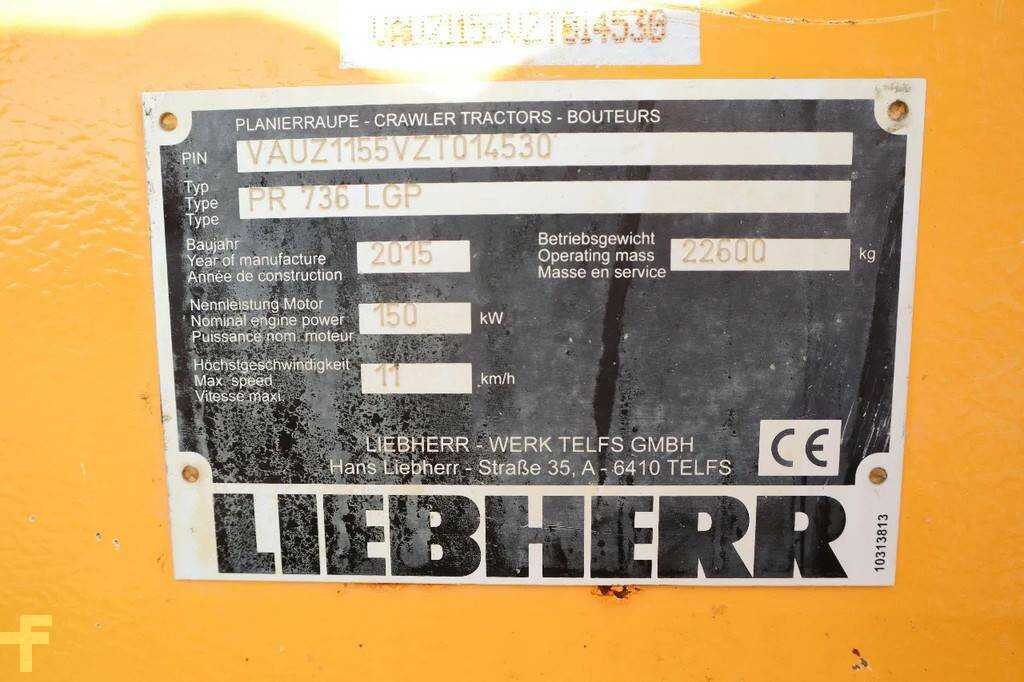 VAUZ1155VZT014530
PLANIERRAUPE - CRAWLER TRACTORS - BOUTEURS
PIN VAUZ1155VZT014530
Typ
Type PR 736 LGP
Type
Baujahr
Year of manufacture 2015
Année de construction
Betriebsgewicht
Operating mass 22600 kg
Masse en service
Nennleistung Motor
Nominal engine power 150 kW
Puissance nom. moteur
Höchstgeschwindigkeit
Max. speed 11 km/h
Vitesse maxi.
LIEBHERR - WERK TELFS GMBH
Hans Liebherr - Straße 35, A - 6410 TELFS
CE
LIEBHERR
10313813
F